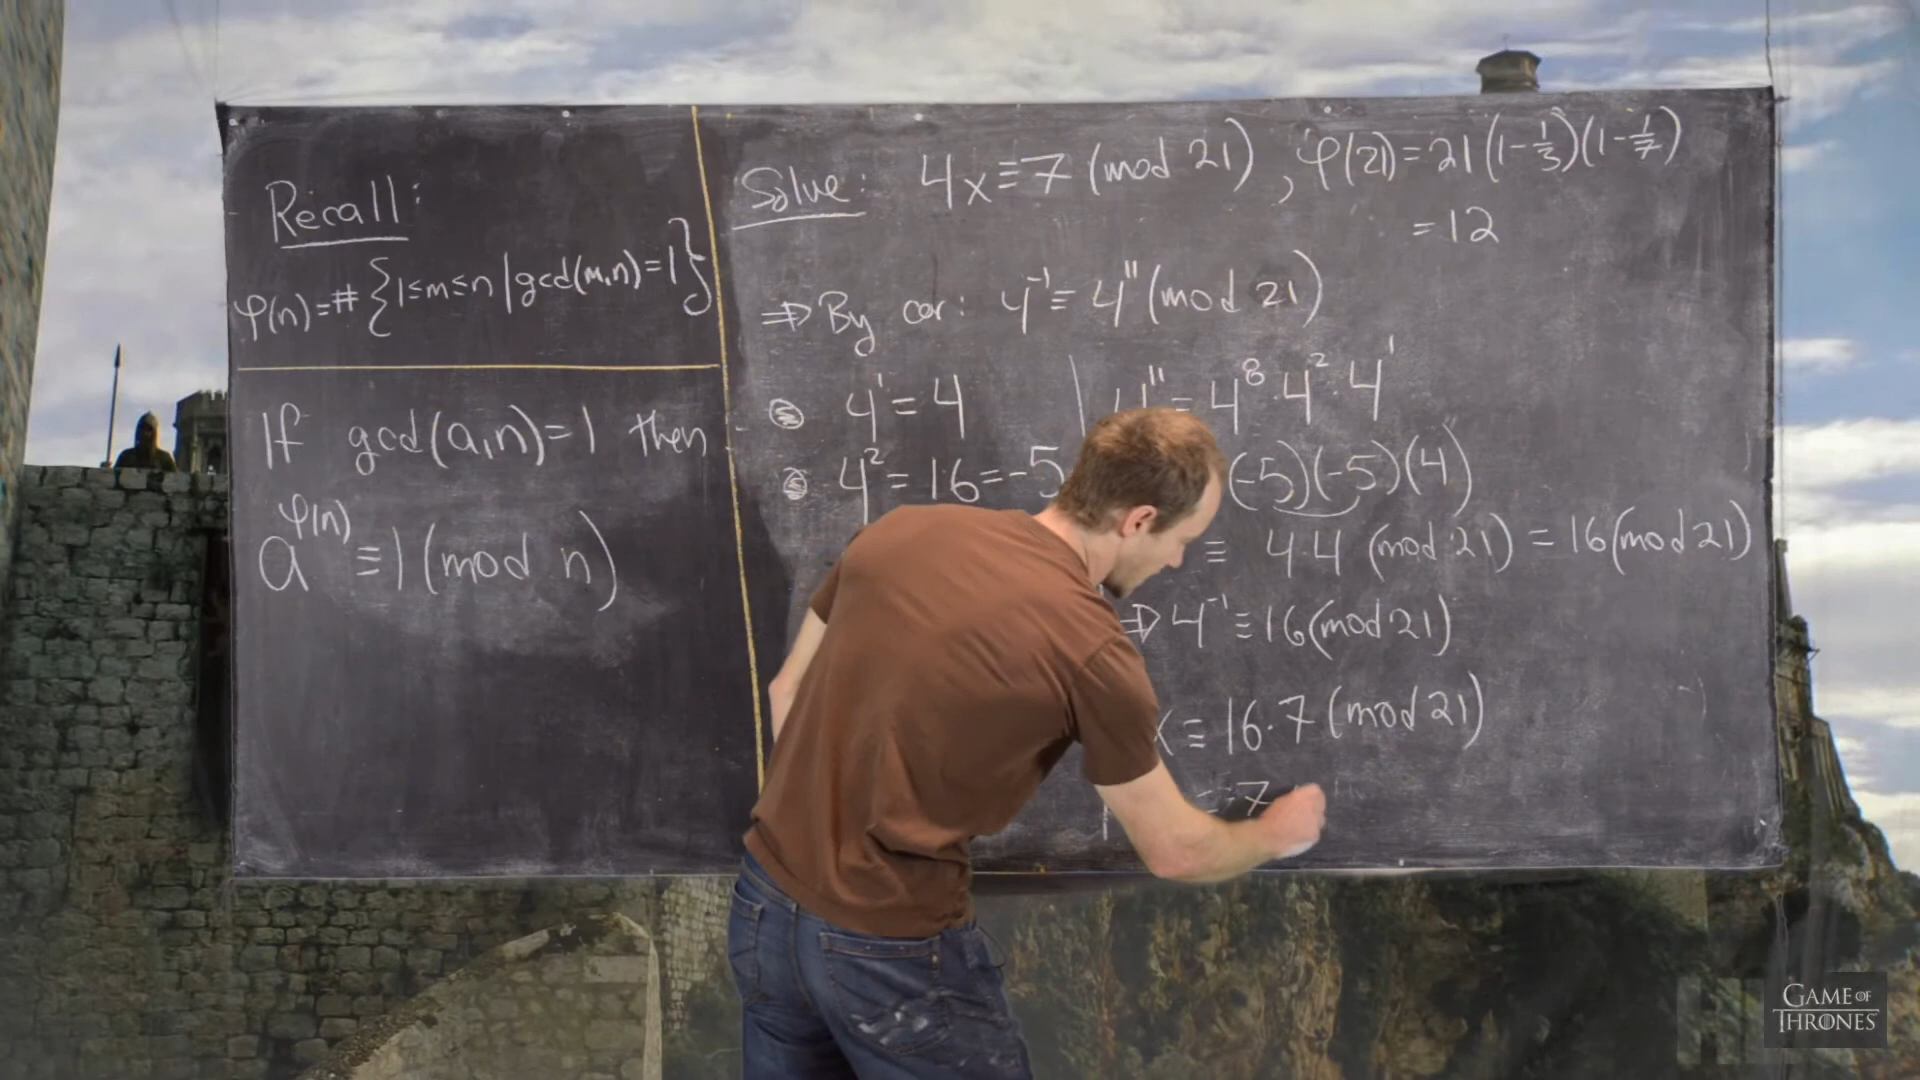 Recall:
φ(n)=#{1≤m≤n|gcd(m,n)=1}
If gcd(a,n)=1 then
a^φ(n) ≡1 (mod n)
Solve: 4x≡7 (mod 21), φ(21)=21(1-1/3)(1-1/7)
=12
⇒ By cor: 4^-1 ≡ 4^11 (mod 21)
4^1 = 4
4^2 = 16 = -5
4^11 = 4^8·4^2·4^1
(-5)(-5)(4)
≡ 4·4 (mod 21) = 16(mod 21)
⇒ 4^-1 ≡ 16(mod 21)
x ≡ 16·7 (mod 21)
7
GAME OF
THRONES